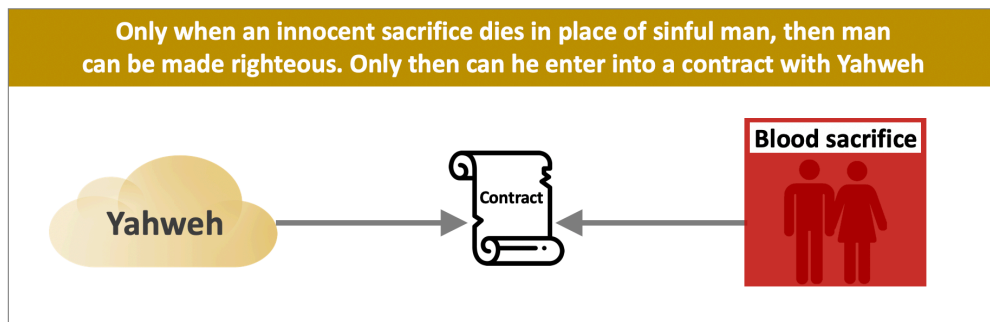 Only when an innocent sacrifice dies in place of sinful man, then man
can be made righteous. Only then can he enter into a contract with Yahweh
Blood sacrifice
Yahweh
Contract